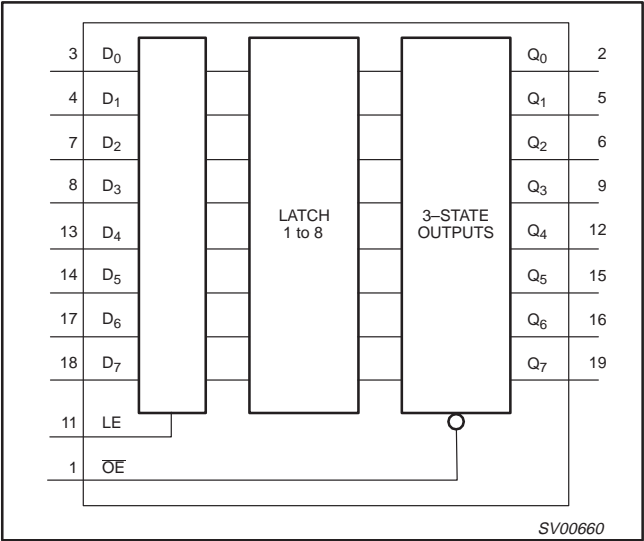 3 D0 Q0 2
4 D1 Q1 5
7 D2 Q2 6
8 D3 Q3 9
LATCH
1 to 8
3–STATE
OUTPUTS
13 D4 Q4 12
14 D5 Q5 15
17 D6 Q6 16
18 D7 Q7 19
11 LE
1 O̅E̅
SV00660